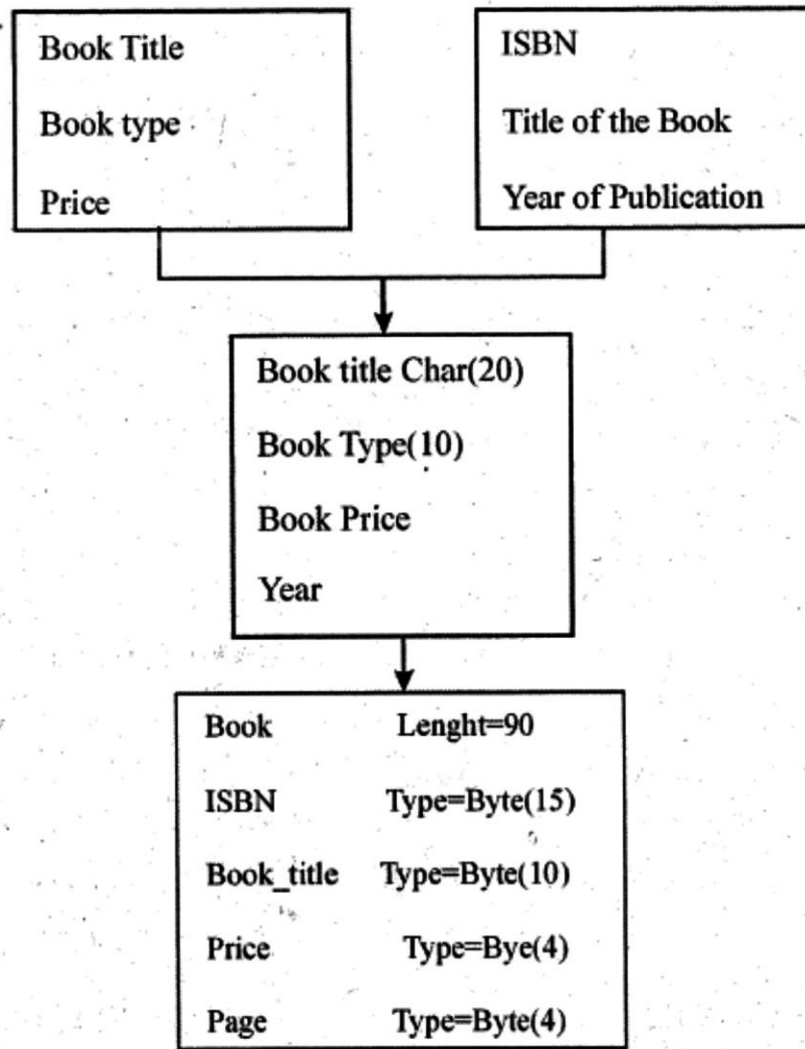 Book Title
Book type
Price
ISBN
Title of the Book
Year of Publication
Book title Char(20)
Book Type(10)
Book Price
Year
Book Lenght=90
ISBN Type=Byte(15)
Book_title Type=Byte(10)
Price Type=Bye(4)
Page Type=Byte(4)